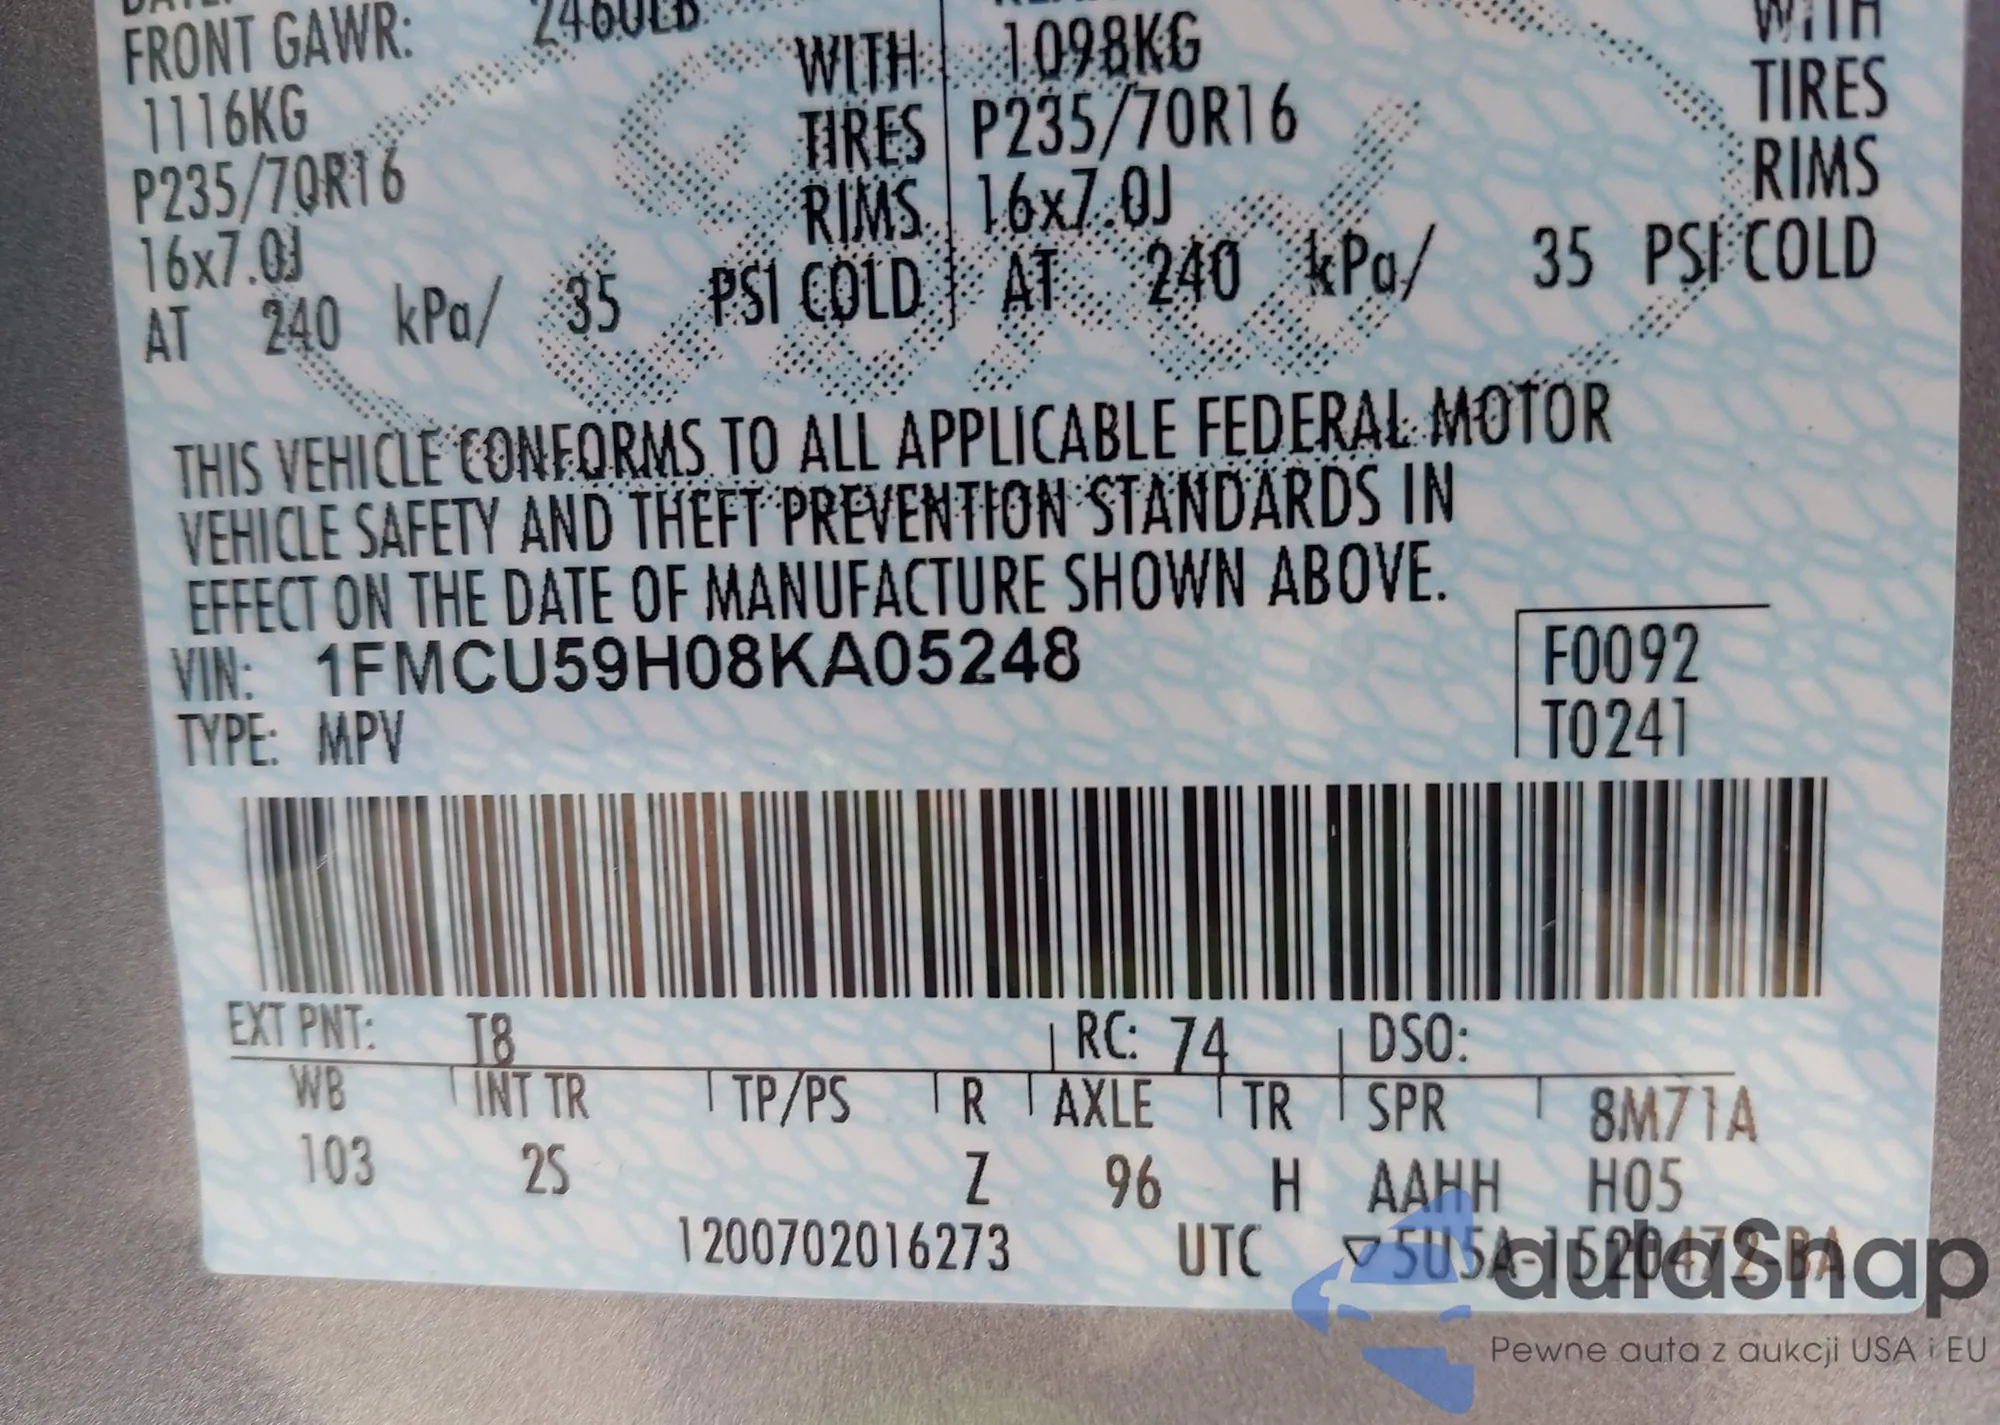 FRONT GAWR: 2460LB
WITH 1098KG WITH
1116KG TIRES P235/70R16 TIRES
P235/70R16 RIMS 16x7.0J RIMS
16x7.0J
AT 240 kPa/ 35 PSI COLD AT 240 kPa/ 35 PSI COLD
THIS VEHICLE CONFORMS TO ALL APPLICABLE FEDERAL MOTOR
VEHICLE SAFETY AND THEFT PREVENTION STANDARDS IN
EFFECT ON THE DATE OF MANUFACTURE SHOWN ABOVE.
VIN: 1FMCU59H08KA05248 F0092
TYPE: MPV T0241
EXT PNT: T8 RC: 74 DSO:
WB INT TR TP/PS R AXLE TR SPR 8M71A
103 2S Z 96 H AAHH H05
1200702016273 UTC ▽5U5A-1520472-BA
autaSnap
Pewne auta z aukcji USA i EU